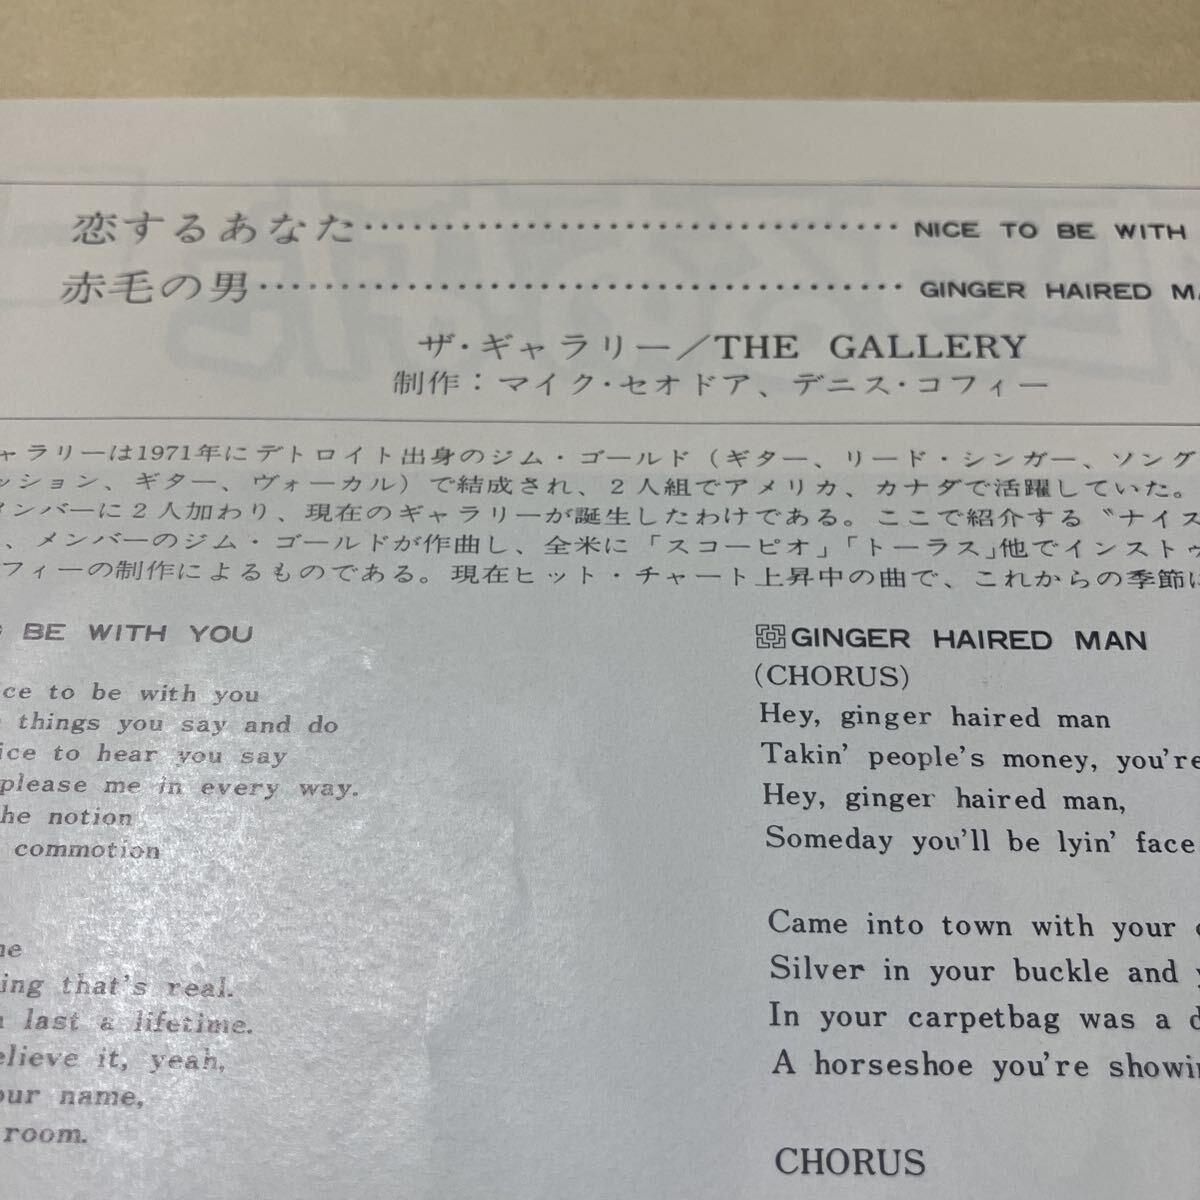 恋するあなた…………………………………NICE TO BE WITH
赤毛の男…………………………………………GINGER HAIRED
ザ・ギャラリー／THE GALLERY
制作：マイク・セオドア、デニス・コフィー
ャラリーは1971年にデトロイト出身のジム・ゴールド（ギター、リード・シンガー、ソング
ッション、ギター、ヴォーカル）で結成され、２人組でアメリカ、カナダで活躍していた。
ンバーに２人加わり、現在のギャラリーが誕生したわけである。ここで紹介する〝ナイス
、メンバーのジム・ゴールドが作曲し、全米に「スコーピオ」「トーラス」他でインストゥ
フィーの制作によるものである。現在ヒット・チャート上昇中の曲で、これからの季節に
BE WITH YOU
ce to be with you
things you say and do
ice to hear you say
please me in every way.
he notion
commotion
ne
ing that's real.
last a lifetime.
elieve it, yeah,
our name,
room.
GINGER HAIRED MAN
(CHORUS)
Hey, ginger haired man
Takin' people's money, you're
Hey, ginger haired man,
Someday you'll be lyin' face
Came into town with your
Silver in your buckle and
In your carpetbag was a
A horseshoe you're showin
CHORUS